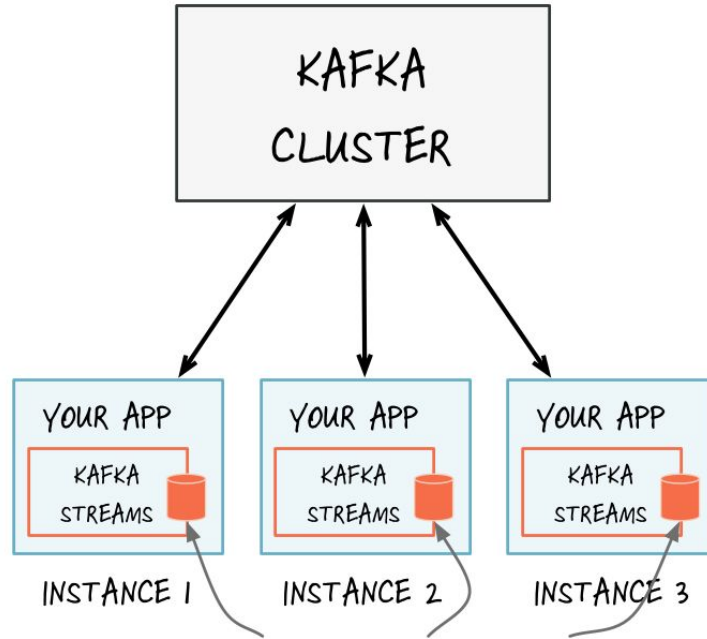 KAFKA
CLUSTER
YOUR APP
KAFKA
STREAMS
INSTANCE 1
YOUR APP
KAFKA
STREAMS
INSTANCE 2
YOUR APP
KAFKA
STREAMS
INSTANCE 3